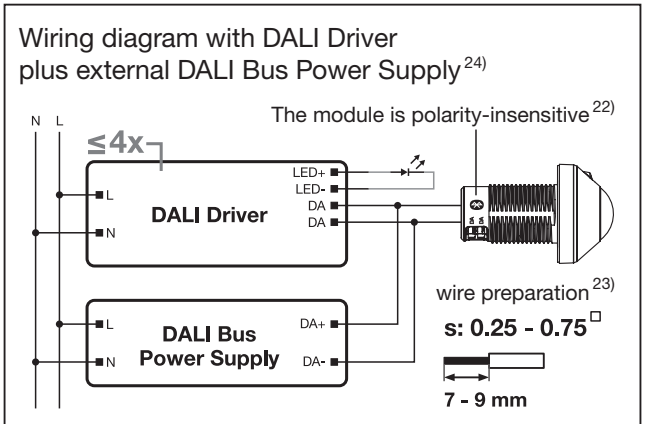 Wiring diagram with DALI Driver
plus external DALI Bus Power Supply 24)
The module is polarity-insensitive 22)
N L
≤4x
LED+
LED-
DA
DA
L
N
DALI Driver
DA DA
wire preparation 23)
s: 0.25 - 0.75 □
7 - 9 mm
L
N
DALI Bus
Power Supply
DA+
DA-